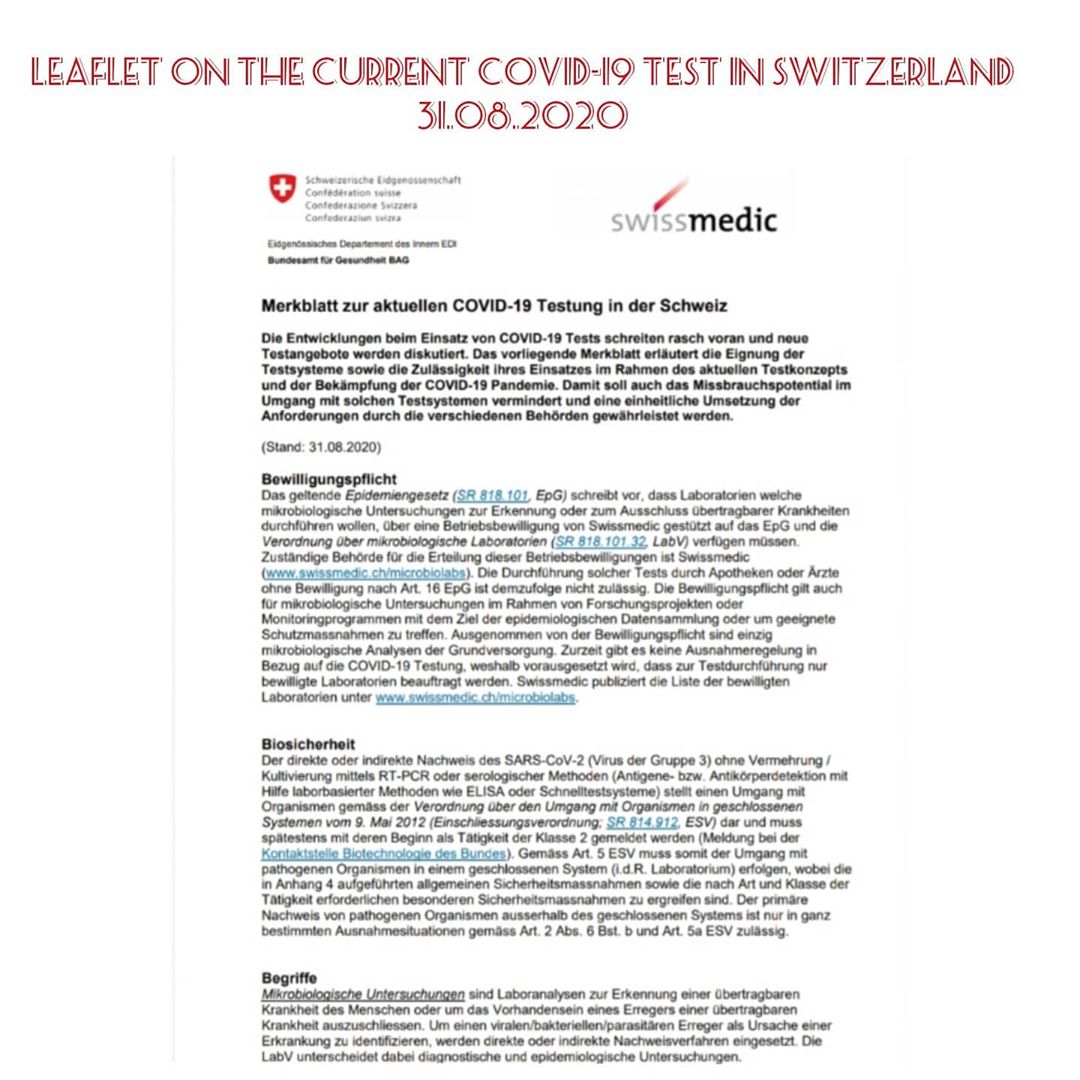 LEAFLET ON THE CURRENT COVID-19 TEST IN SWITZERLAND
31.08.2020
Schweizerische Eidgenossenschaft
Confédération suisse
Confederazione Svizzera
Confederaziun svizra
swissmedic
Eidgenössisches Departement des Innern EDI
Bundesamt für Gesundheit BAG
Merkblatt zur aktuellen COVID-19 Testung in der Schweiz
Die Entwicklungen beim Einsatz von COVID-19 Tests schreiten rasch voran und neue
Testangebote werden diskutiert. Das vorliegende Merkblatt erläutert die Eignung der
Testsysteme sowie die Zulässigkeit ihres Einsatzes im Rahmen des aktuellen Testkonzepts
und der Bekämpfung der COVID-19 Pandemie. Damit soll auch das Missbrauchspotential im
Umgang mit solchen Testsystemen vermindert und eine einheitliche Umsetzung der
Anforderungen durch die verschiedenen Behörden gewährleistet werden.
(Stand: 31.08.2020)
Bewilligungspflicht
Das geltende Epidemiengesetz (SR 818.101, EpG) schreibt vor, dass Laboratorien welche
mikrobiologische Untersuchungen zur Erkennung oder zum Ausschluss übertragbarer Krankheiten
durchführen wollen, über eine Betriebsbewilligung von Swissmedic gestützt auf das EpG und die
Verordnung über mikrobiologische Laboratorien (SR 818.101.32, LabV) verfügen müssen.
Zuständige Behörde für die Erteilung dieser Betriebsbewilligungen ist Swissmedic
(www.swissmedic.ch/microbiolabs). Die Durchführung solcher Tests durch Apotheken oder Ärzte
ohne Bewilligung nach Art. 16 EpG ist demzufolge nicht zulässig. Die Bewilligungspflicht gilt auch
für mikrobiologische Untersuchungen im Rahmen von Forschungsprojekten oder
Monitoringprogrammen mit dem Ziel der epidemiologischen Datensammlung oder um geeignete
Schutzmassnahmen zu treffen. Ausgenommen von der Bewilligungspflicht sind einzig
mikrobiologische Analysen der Grundversorgung. Zurzeit gibt es keine Ausnahmeregelung in
Bezug auf die COVID-19 Testung, weshalb vorausgesetzt wird, dass zur Testdurchführung nur
bewilligte Laboratorien beauftragt werden. Swissmedic publiziert die Liste der bewilligten
Laboratorien unter www.swissmedic.ch/microbiolabs.
Biosicherheit
Der direkte oder indirekte Nachweis des SARS-CoV-2 (Virus der Gruppe 3) ohne Vermehrung /
Kultivierung mittels RT-PCR oder serologischer Methoden (Antigene- bzw. Antikörperdetektion mit
Hilfe laborbasierter Methoden wie ELISA oder Schnelltestsysteme) stellt einen Umgang mit
Organismen gemäss der Verordnung über den Umgang mit Organismen in geschlossenen
Systemen vom 9. Mai 2012 (Einschliessungsverordnung; SR 814.912, ESV) dar und muss
spätestens mit deren Beginn als Tätigkeit der Klasse 2 gemeldet werden (Meldung bei der
Kontaktstelle Biotechnologie des Bundes). Gemäss Art. 5 ESV muss somit der Umgang mit
pathogenen Organismen in einem geschlossenen System (i.d.R. Laboratorium) erfolgen, wobei die
in Anhang 4 aufgeführten allgemeinen Sicherheitsmassnahmen sowie die nach Art und Klasse der
Tätigkeit erforderlichen besonderen Sicherheitsmassnahmen zu ergreifen sind. Der primäre
Nachweis von pathogenen Organismen ausserhalb des geschlossenen Systems ist nur in ganz
bestimmten Ausnahmesituationen gemäss Art. 2 Abs. 6 Bst. b und Art. 5a ESV zulässig.
Begriffe
Mikrobiologische Untersuchungen sind Laboranalysen zur Erkennung einer übertragbaren
Krankheit des Menschen oder um das Vorhandensein eines Erregers einer übertragbaren
Krankheit auszuschliessen. Um einen viralen/bakteriellen/parasitären Erreger als Ursache einer
Erkrankung zu identifizieren, werden direkte oder indirekte Nachweisverfahren eingesetzt. Die
LabV unterscheidet dabei diagnostische und epidemiologische Untersuchungen.